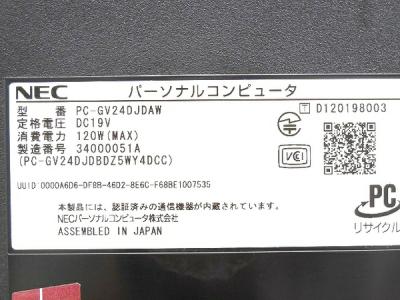 NEC パーソナルコンピュータ
型 番 PC-GV24DJDAW
定格電圧 DC19V
消費電力 120W(MAX)
製造番号 34000051A
(PC-GV24DJDBDZ5WY4DCC)
T D120198003
VCCI
UUID:0000A6D6-DF8B-46D2-8E6C-F68BE1007535
本製品には、認証済みの通信機器が内蔵されております。
NECパーソナルコンピュータ株式会社
ASSEMBLED IN JAPAN
PC
リサイクル